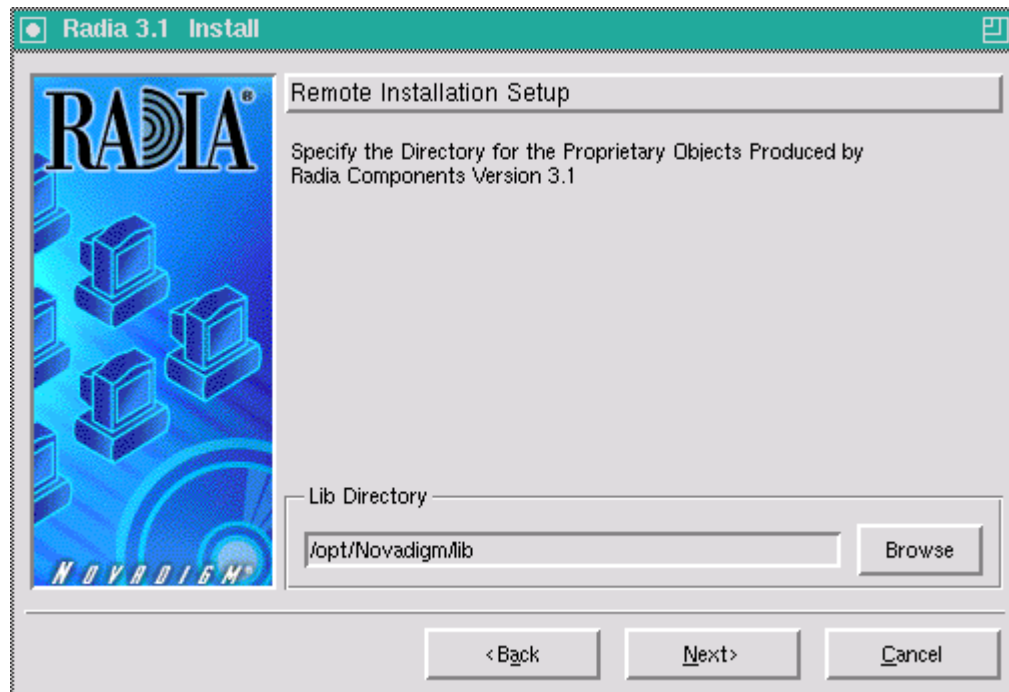 Radia 3.1 Install
RADIA®
Remote Installation Setup
Specify the Directory for the Proprietary Objects Produced by
Radia Components Version 3.1
Lib Directory
/opt/Novadigm/lib
Browse
NOVADIGM®
<Back
Next>
Cancel